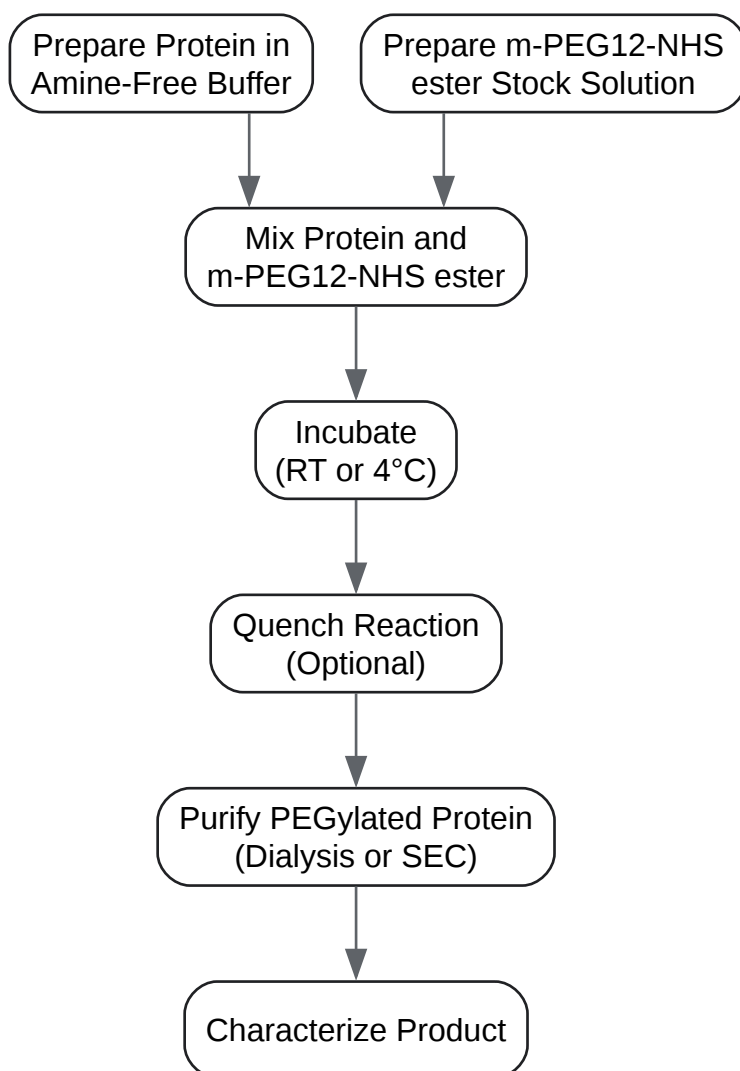 Prepare Protein in
Amine-Free Buffer
Prepare m-PEG12-NHS
ester Stock Solution
Mix Protein and
m-PEG12-NHS ester
Incubate
(RT or 4°C)
Quench Reaction
(Optional)
Purify PEGylated Protein
(Dialysis or SEC)
Characterize Product